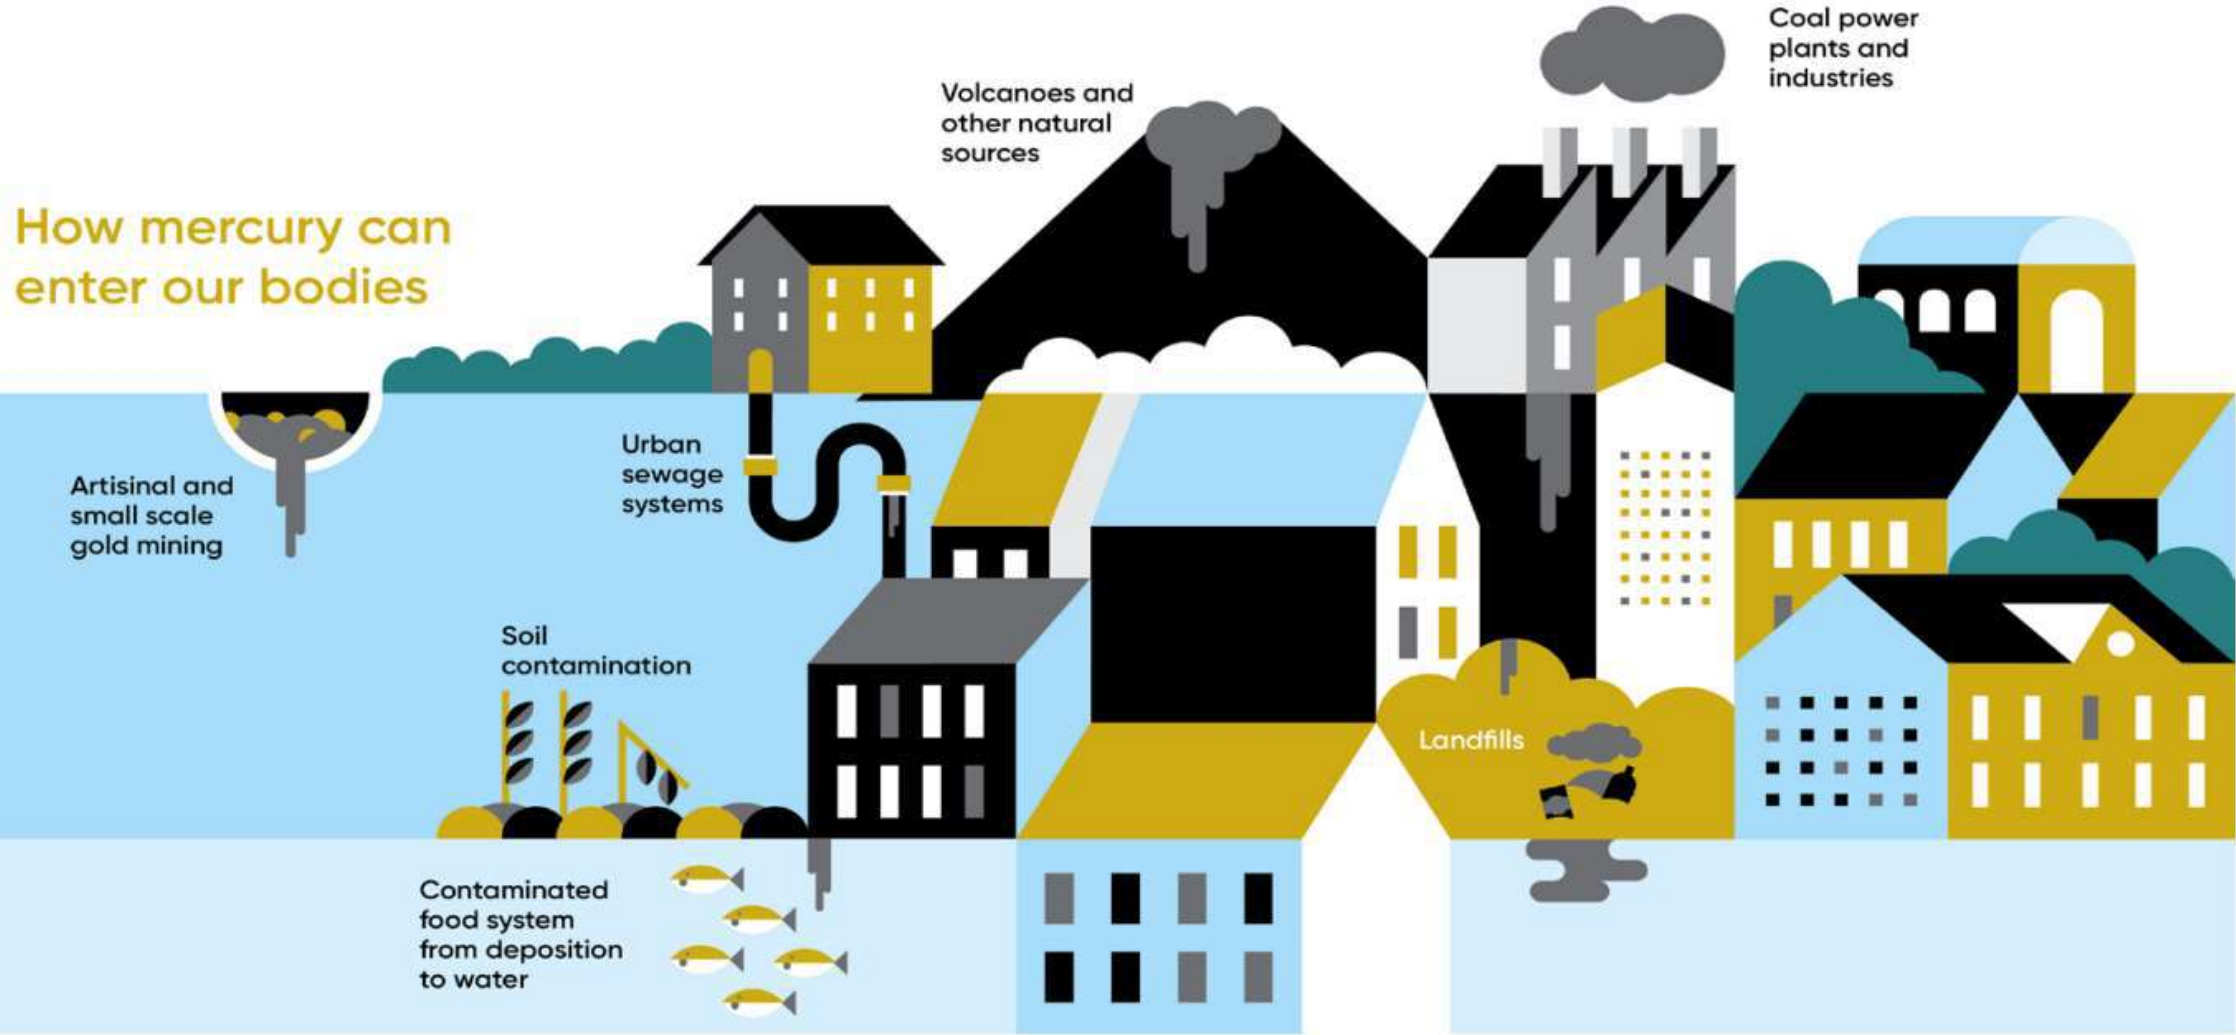 How mercury can
enter our bodies
Volcanoes and
other natural
sources
Coal power
plants and
industries
Artisinal and
small scale
gold mining
Urban
sewage
systems
Soil
contamination
Landfills
Contaminated
food system
from deposition
to water